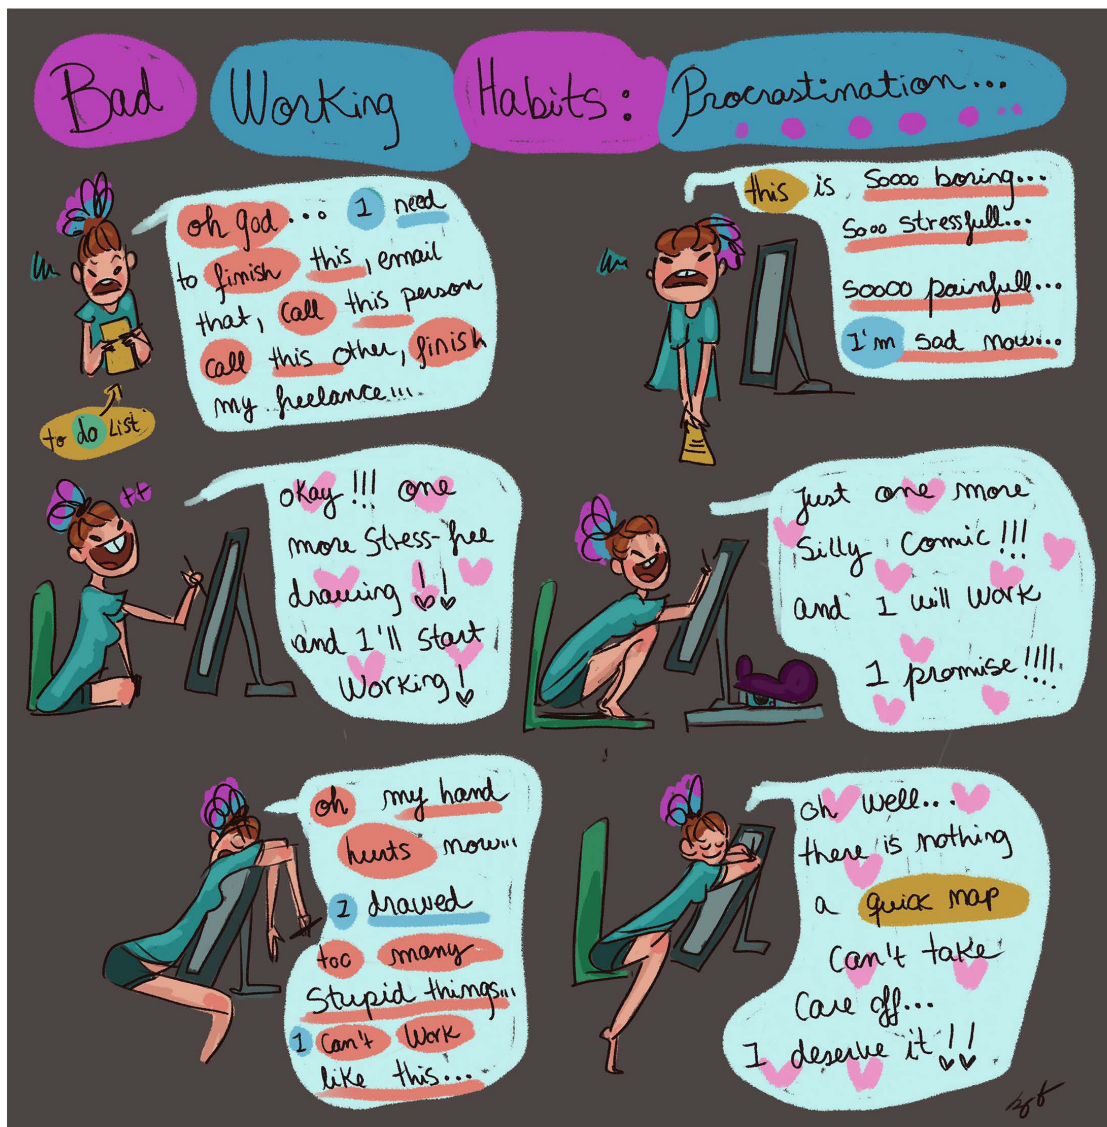 Bad Working Habits: Procrastination...
oh god... I need
to finish this, email
that, call this person
call this other, finish
my freelance...
to do List
this is soooo boring...
Sooo stressfull...
soooo painfull...
I'm sad now...
okay!!! one
more stress-free
drawing !!
and I'll start
Working!
Just one more
Silly Comic!!!
and I will work
I promise!!!!
oh my hand
hurts now...
I drawed
too many
Stupid things...
I Can't Work
like this...
oh well...
there is nothing
a quick map
Can't take
Care off...
I deserve it!!